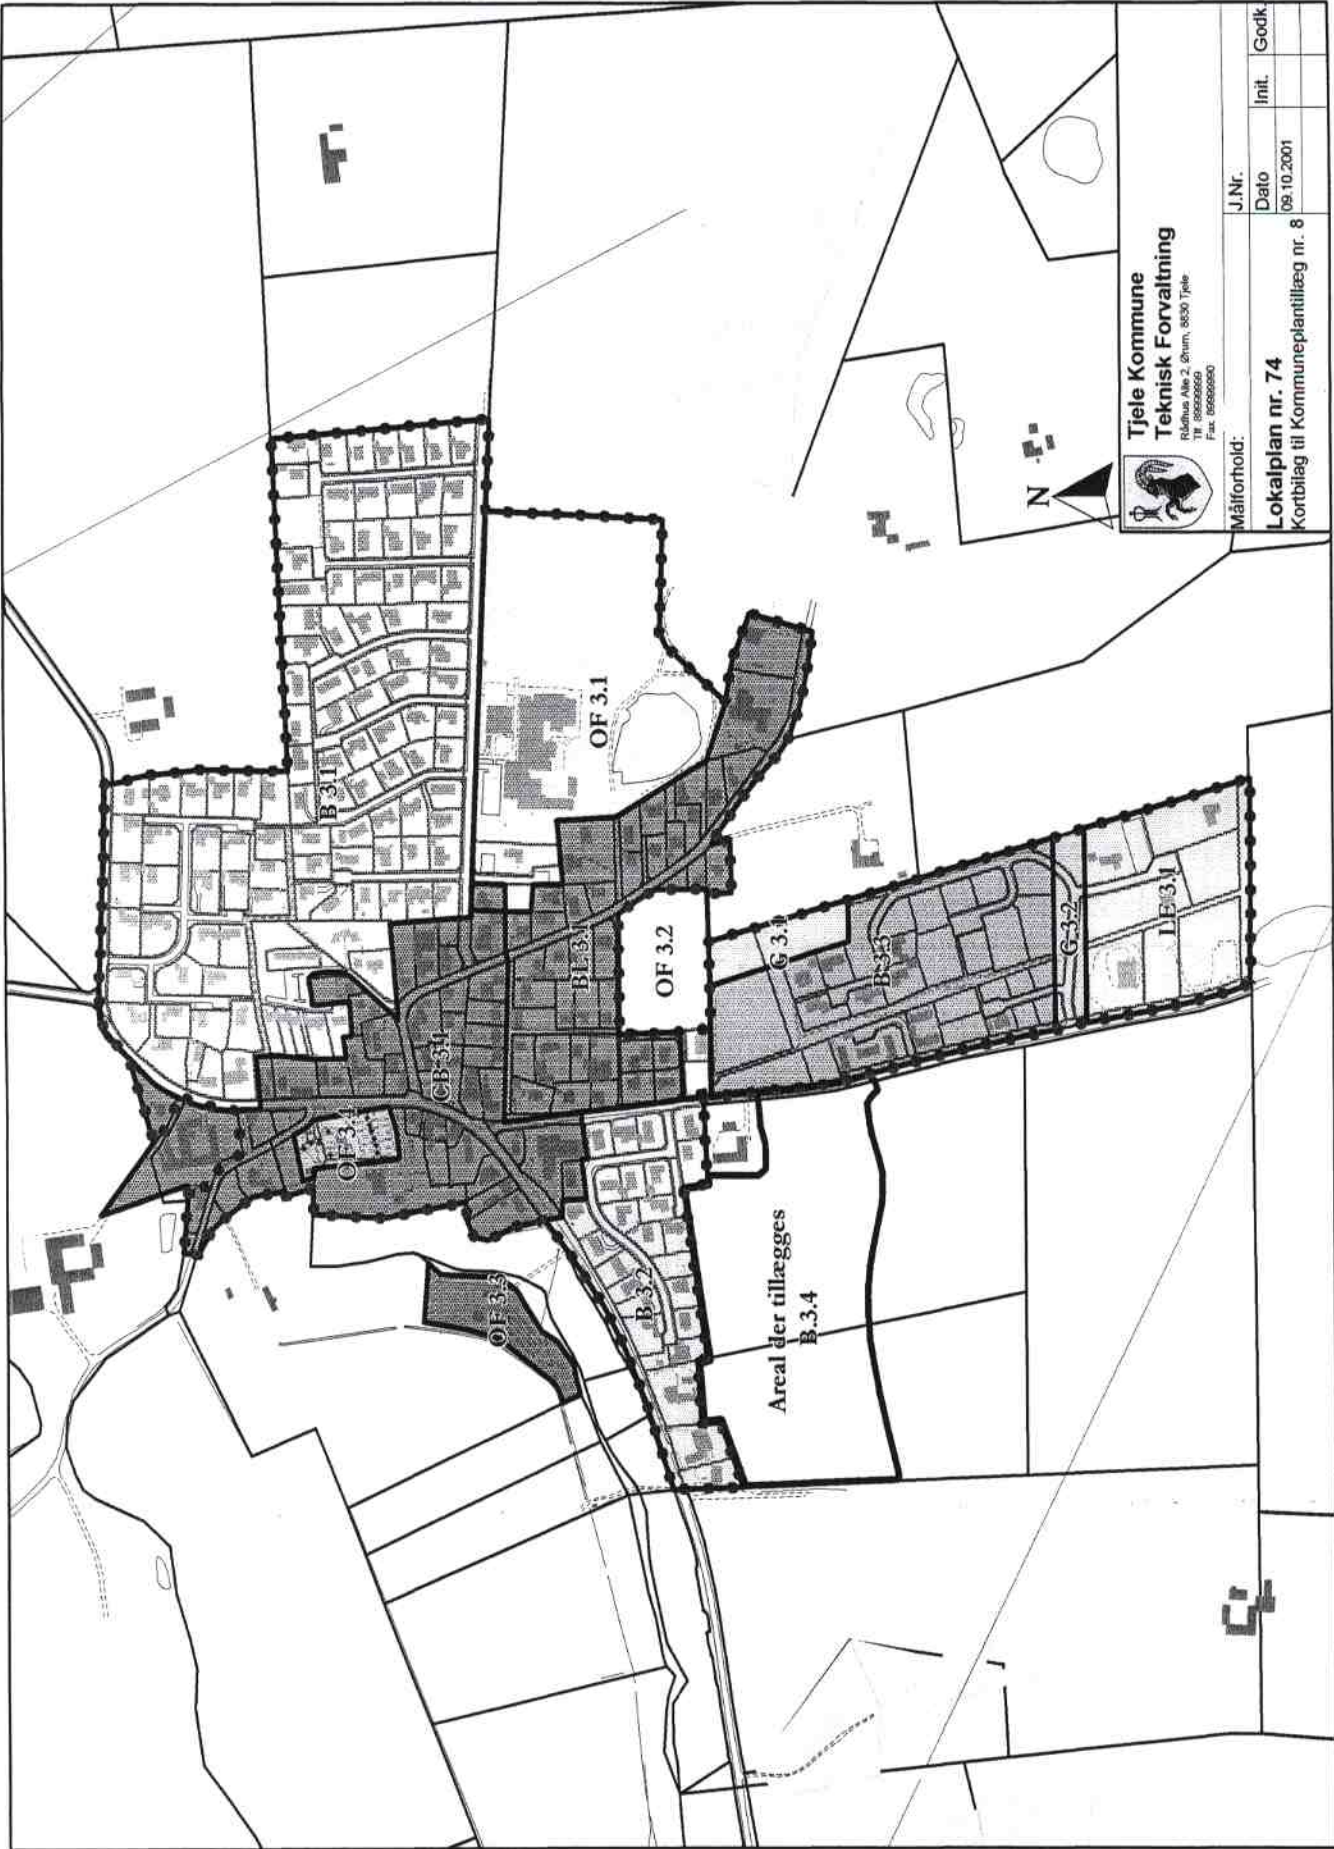 B 3.1
OF 3.1
BL 3.1
OF 3.2
CB 3.1
OF 3.3
B 3.2
G 3.1
B 3.3
G 3.2
LE 3.1
Areal der tillægges
B.3.4
N
Tjele Kommune
Teknisk Forvaltning
Rådhus Alle 2, Ørum, 8830 Tjele
Målforhold:
J.Nr.
Lokalplan nr. 74
Kortbilag til Kommuneplantillæg nr. 8
Dato
09.10.2001
Init.
Godk.